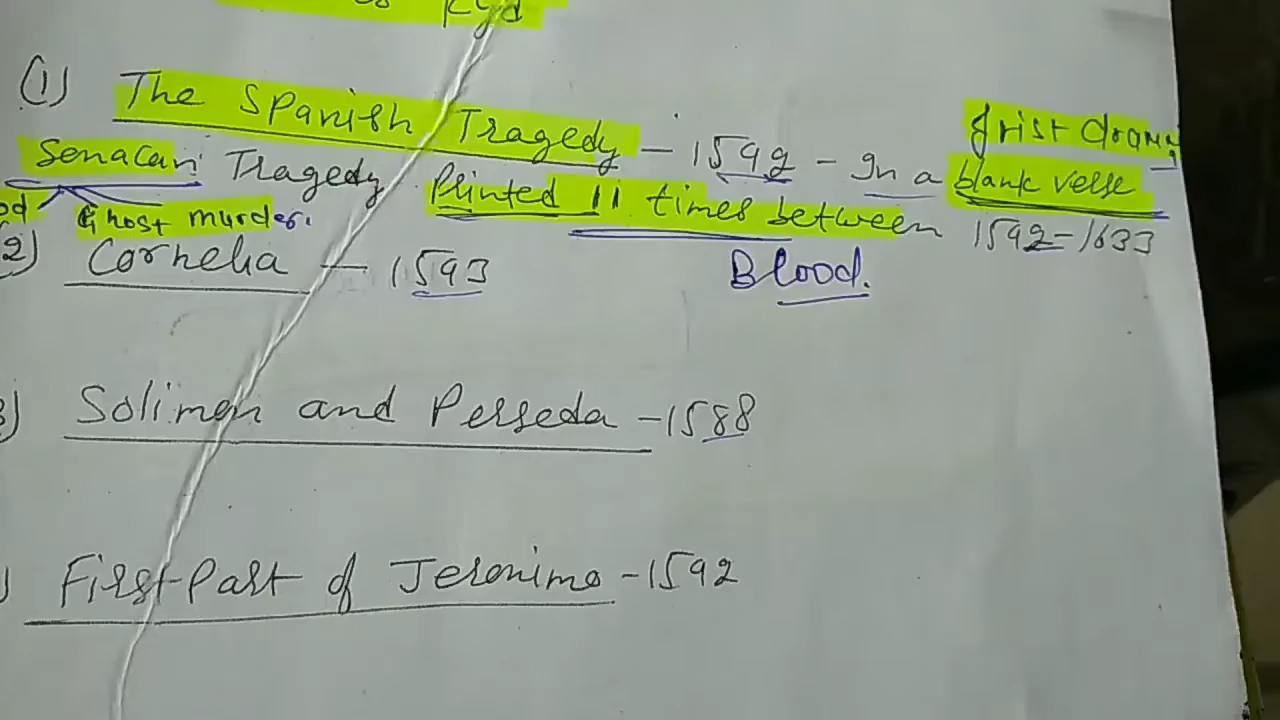 Kyd
(1) The Spanish Tragedy - 1592 - In a blank verse
first drama,
Senacan Tragedy. Printed 11 times between 1592-1633
Ghost murder.
Blood.
2) Cornelia - 1593
3) Soliman and Perseda - 1588
) First-Part of Jeronimo - 1592